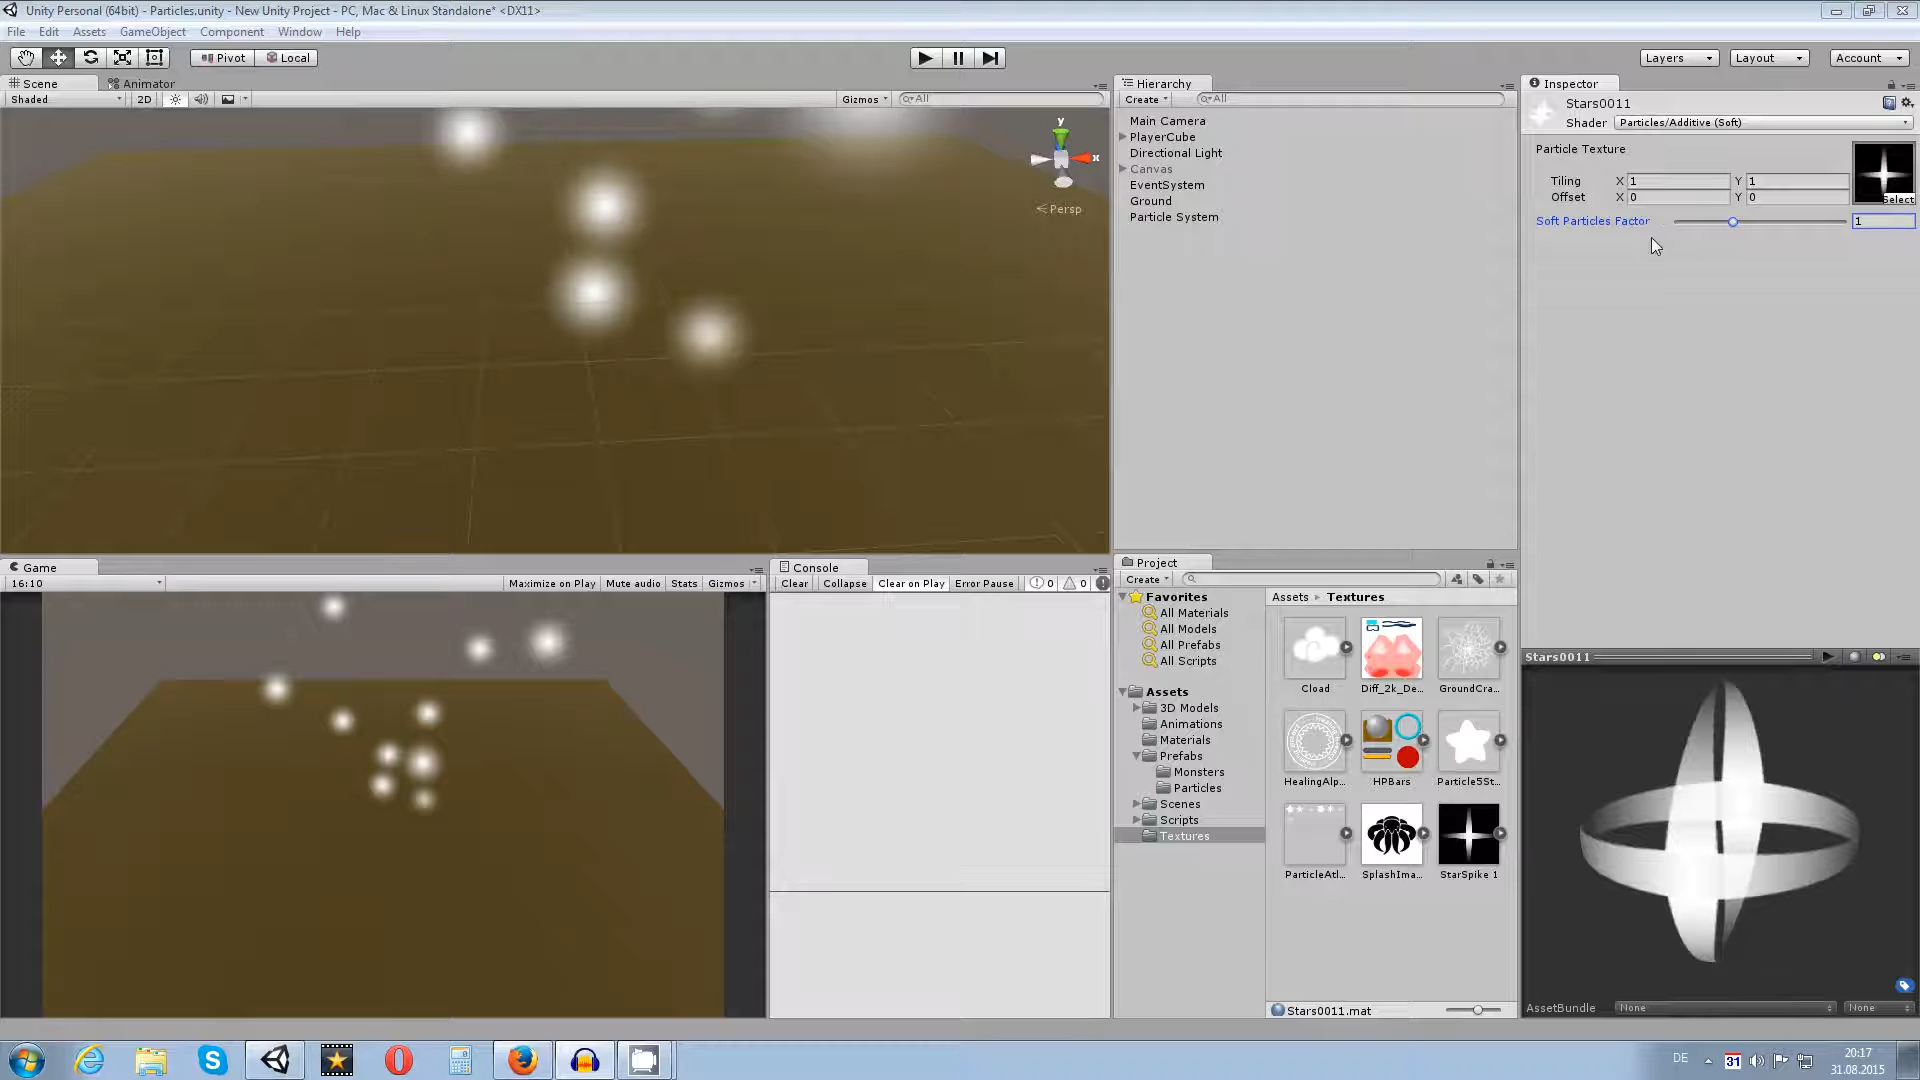 Unity Personal (64bit) - Particles.unity - New Unity Project - PC, Mac & Linux Standalone* <DX11>
File Edit Assets GameObject Component Window Help
Pivot Local
Layers Layout Account
Scene Animator
Shaded 2D Gizmos All
y
x
Persp
Game
16:10 Maximize on Play Mute audio Stats Gizmos
Console
Clear Collapse Clear on Play Error Pause 0 0
Hierarchy
Create All
Main Camera
PlayerCube
Directional Light
Canvas
EventSystem
Ground
Particle System
Project
Create
Favorites
All Materials
All Models
All Prefabs
All Scripts
Assets
3D Models
Animations
Materials
Prefabs
Monsters
Particles
Scenes
Scripts
Textures
Assets Textures
Cload Diff_2k_De... GroundCra...
HealingAlp... HPBars Particle5St...
ParticleAtl... SplashIma... StarSpike 1
Stars0011.mat
Inspector
Stars0011
Shader Particles/Additive (Soft)
Particle Texture
Tiling X 1 Y 1
Offset X 0 Y 0
Select
Soft Particles Factor 1
Stars0011
AssetBundle None None
DE 31 20:17
31.08.2015